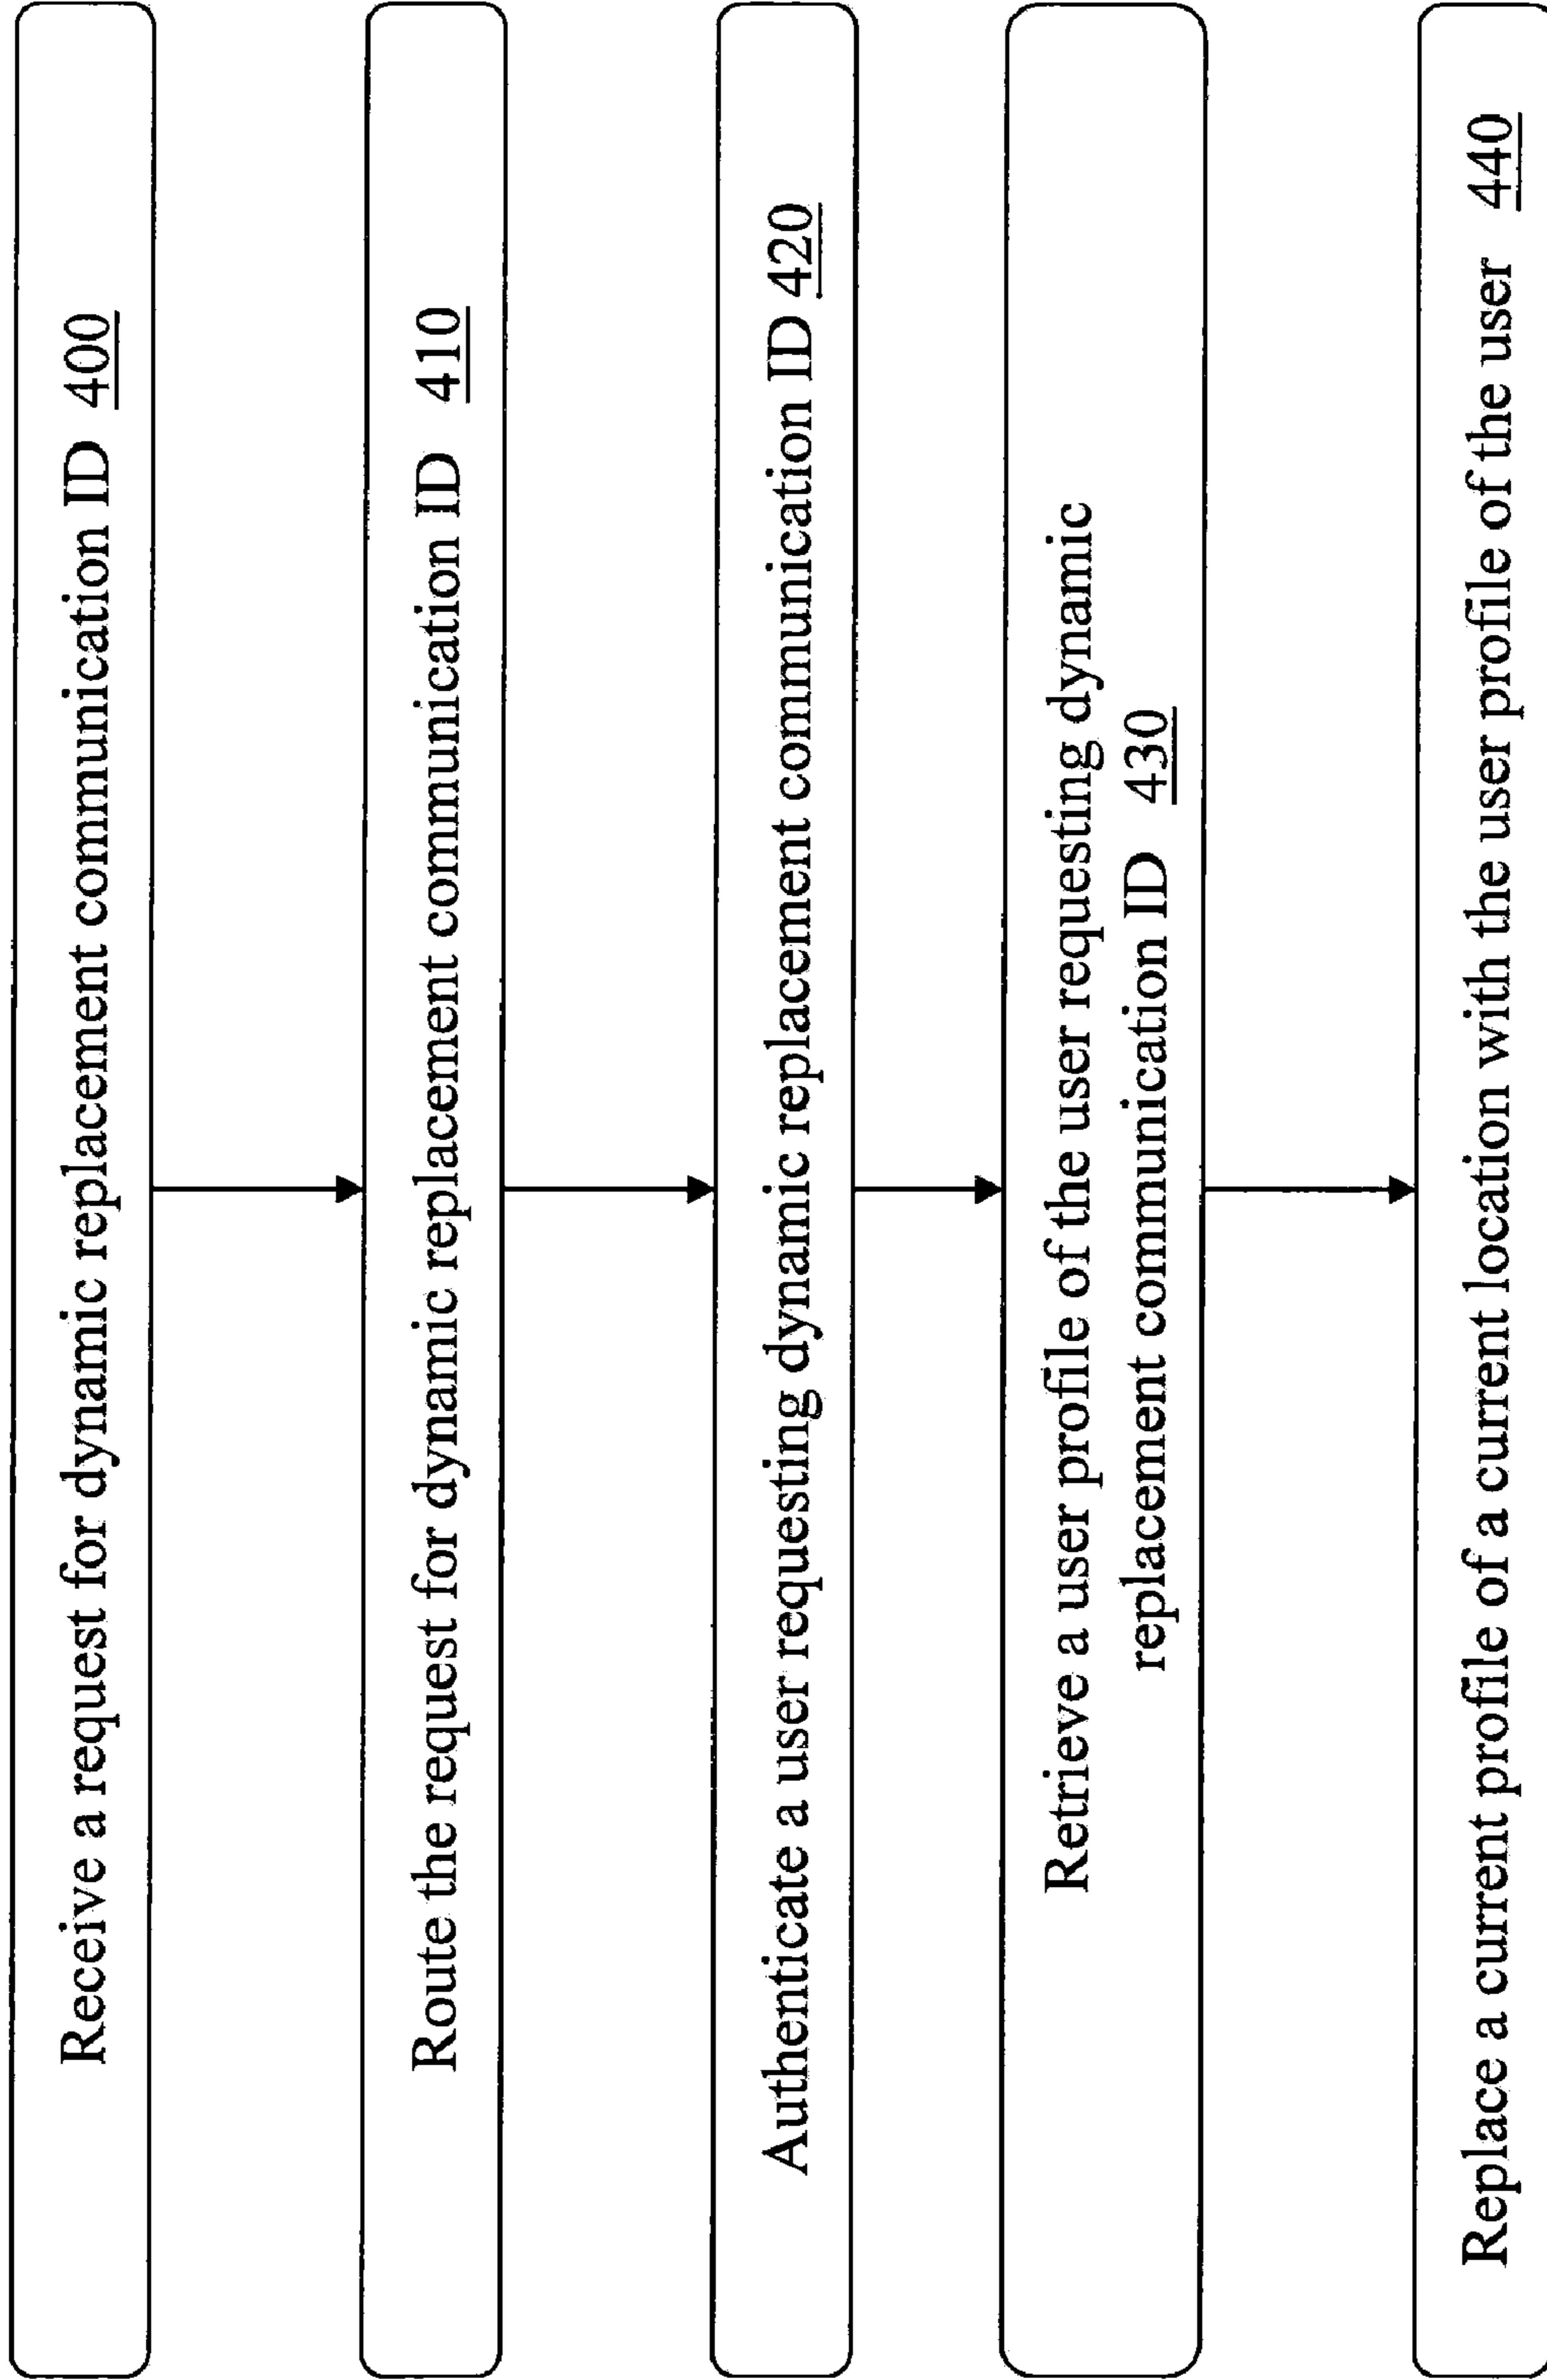 Receive a request for dynamic replacement communication ID 400
Route the request for dynamic replacement communication ID 410
Authenticate a user requesting dynamic replacement communication ID 420
Retrieve a user profile of the user requesting dynamic
replacement communication ID 430
Replace a current profile of a current location with the user profile of the user 440